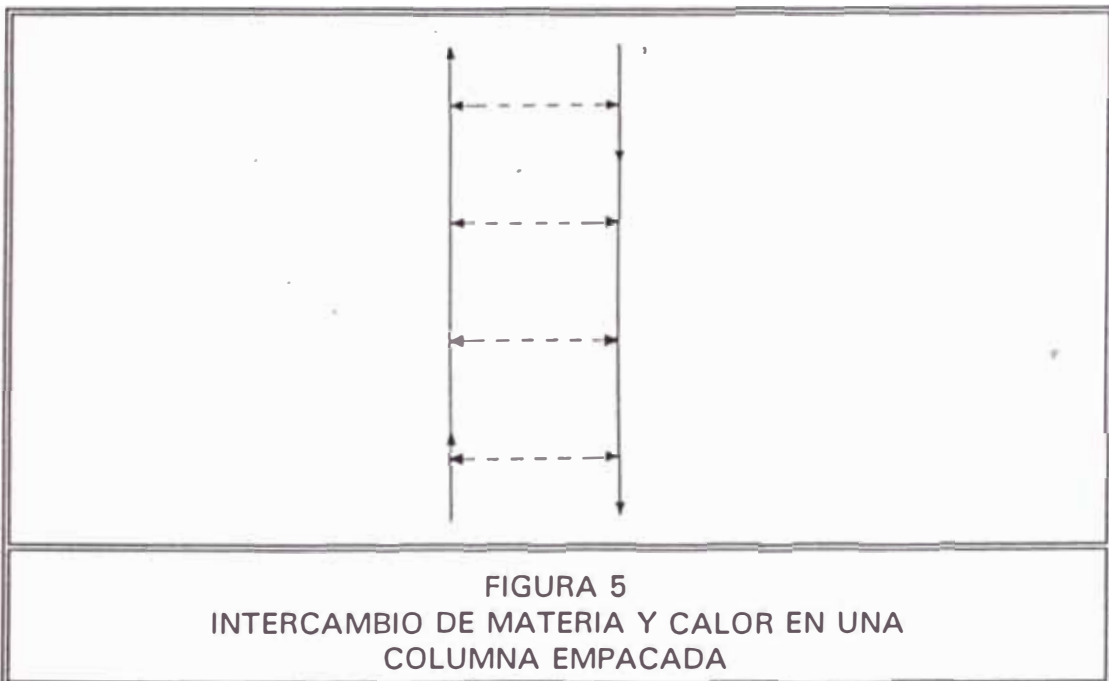 FIGURA 5
INTERCAMBIO DE MATERIA Y CALOR EN UNA
COLUMNA EMPACADA